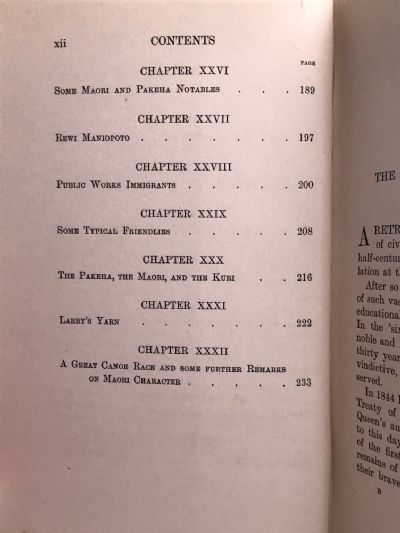 xii CONTENTS
PAGE
CHAPTER XXVI
Some Maori and Pakeha Notables . . . 189
CHAPTER XXVII
Rewi Maniopoto . . . . . . . 197
CHAPTER XXVIII
Public Works Immigrants . . . . . 200
CHAPTER XXIX
Some Typical Friendlies . . . . . 208
CHAPTER XXX
The Pakeha, the Maori, and the Kuri . . 216
CHAPTER XXXI
Larry's Yarn . . . . . . . 222
CHAPTER XXXII
A Great Canoe Race and some further Remarks
on Maori Character . . . . . 233
THE
A RETR
of civ
half-centu
lation at t
After so
of such vas
educational
In the 'six
noble and
thirty year
vindictive,
served.
In 1844
Treaty of
Queen's au
to this day
of the first
remains of
their brave
B